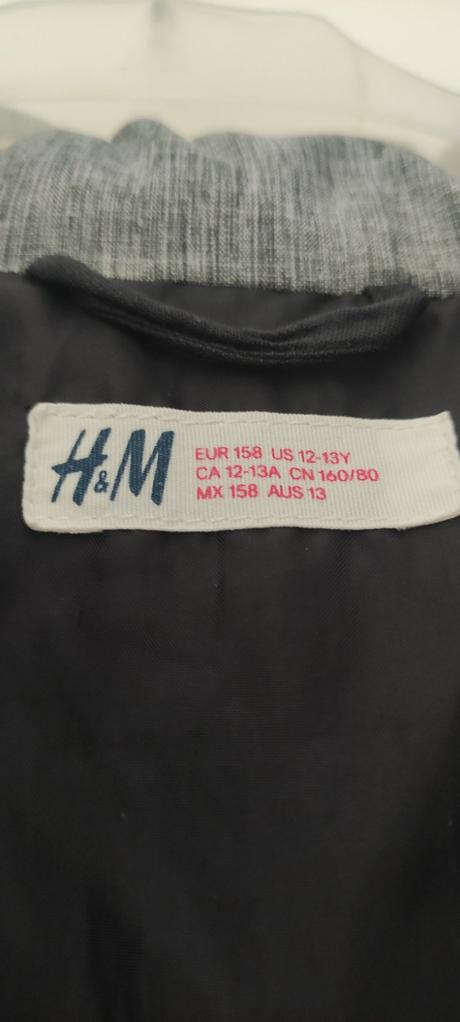 H&M
EUR 158 US 12-13Y
CA 12-13A CN 160/80
MX 158 AUS 13